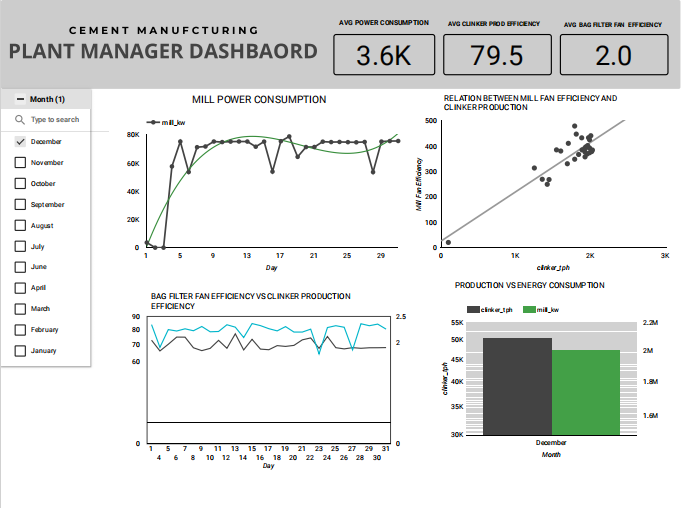 CEMENT MANUFCTURING
PLANT MANAGER DASHBAORD
AVG POWER CONSUMPTION
3.6K
AVG CLINKER PROD EFFICIENCY
79.5
AVG BAG FILTER FAN EFFICIENCY
2.0
Month (1)
Type to search
December
November
October
September
August
July
June
April
March
February
January
MILL POWER CONSUMPTION
mill_kw
80K
60K
40K
20K
0
1 5 9 13 17 21 25 29
Day
RELATION BETWEEN MILL FAN EFFICIENCY AND
CLINKER PRODUCTION
Mill Fan Efficiency
500
400
300
200
100
0
0 1K 2K 3K
clinker_tph
BAG FILTER FAN EFFICIENCY VS CLINKER PRODUCTION
EFFICIENCY
90
80
70
60
0
2.5
2
0
1 5 7 9 11 13 15 17 19 21 23 25 27 29 31
4 6 8 10 12 14 16 18 20 22 24 26 28 30
Day
PRODUCTION VS ENERGY CONSUMPTION
clinker_tph mill_kw
clinker_tph
55K
50K
45K
40K
35K
30K
2.2M
2M
1.8M
1.6M
December
Month